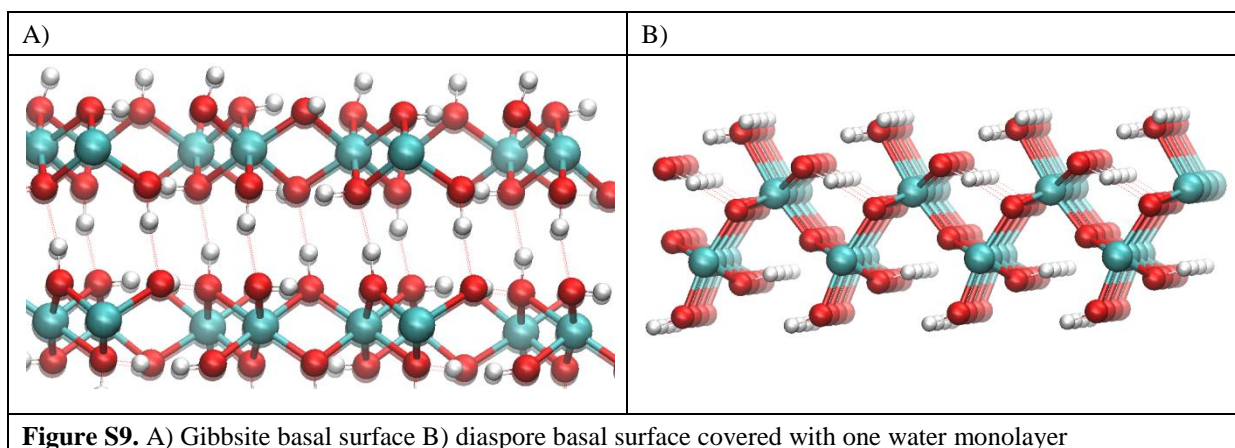 A)
B)
Figure S9. A) Gibbsite basal surface B) diaspore basal surface covered with one water monolayer